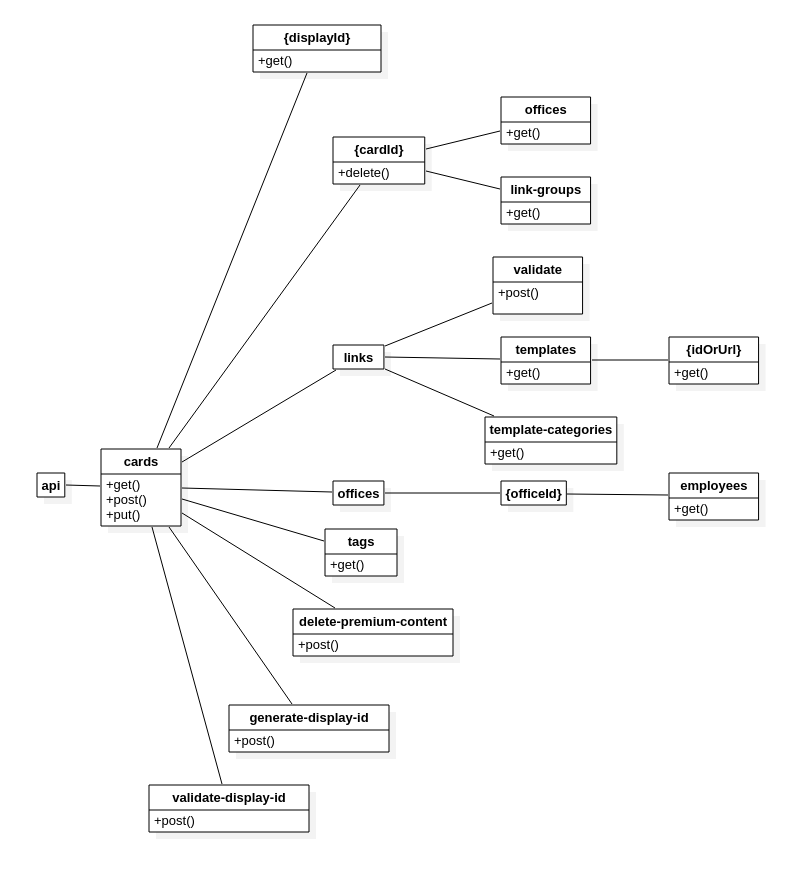 {displayId}
+get()
offices
+get()
{cardId}
+delete()
link-groups
+get()
validate
+post()
links
templates
+get()
{idOrUrl}
+get()
template-categories
+get()
api
cards
+get()
+post()
+put()
offices
{officeId}
employees
+get()
tags
+get()
delete-premium-content
+post()
generate-display-id
+post()
validate-display-id
+post()